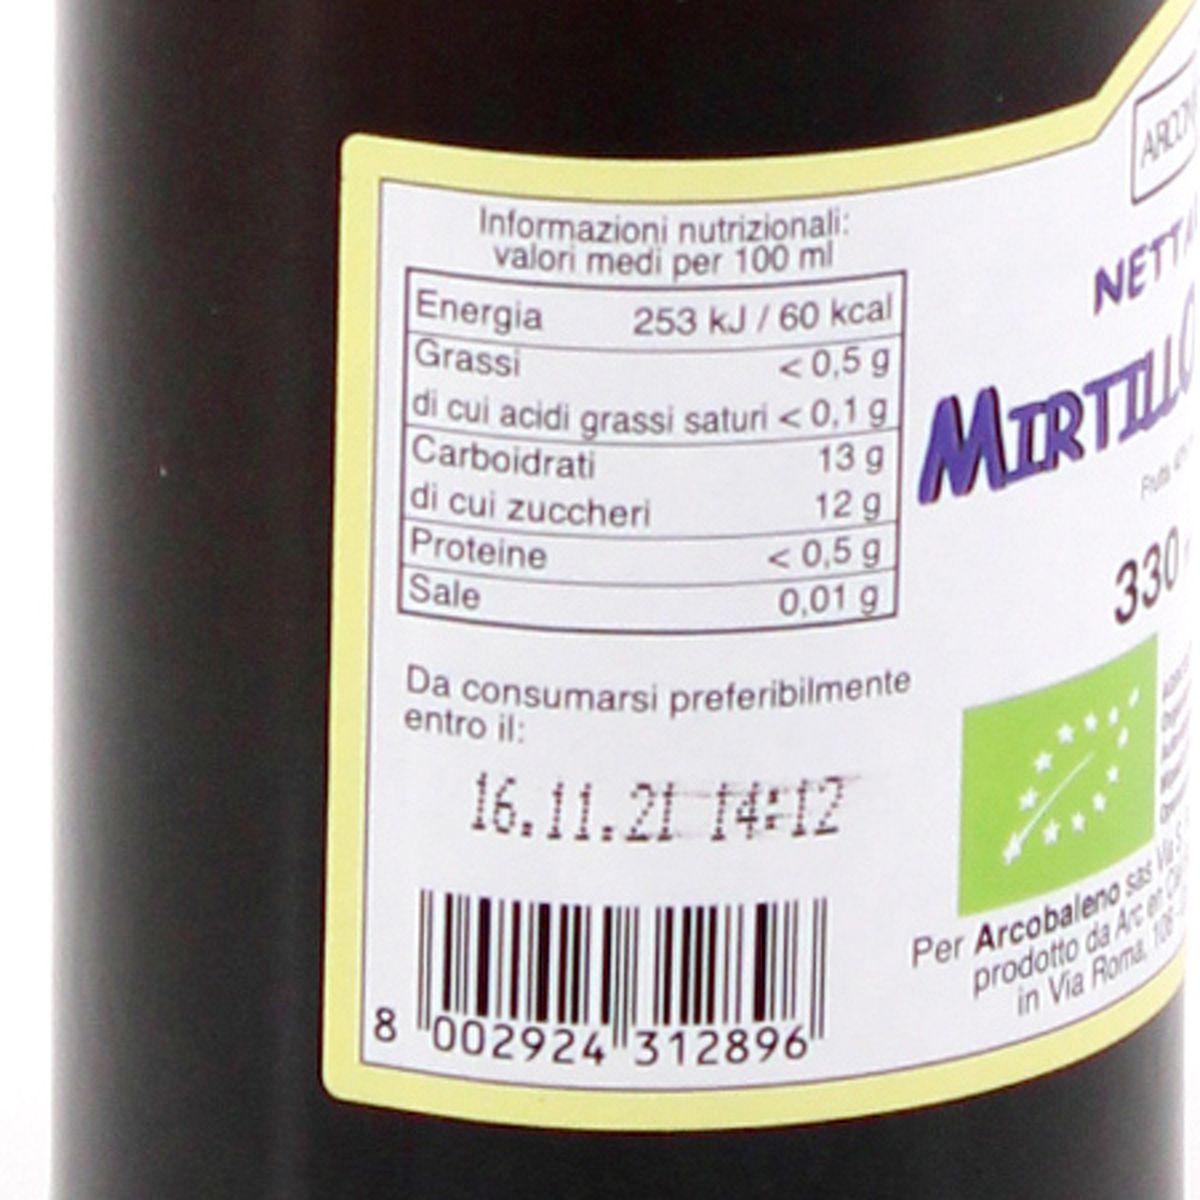 Informazioni nutrizionali:
valori medi per 100 ml
Energia 253 kJ / 60 kcal
Grassi < 0,5 g
di cui acidi grassi saturi < 0,1 g
Carboidrati 13 g
di cui zuccheri 12 g
Proteine < 0,5 g
Sale 0,01 g
Da consumarsi preferibilmente
entro il:
16.11.21 14:12
8 002924 312896
NETTA
MIRTILLO
330
Per Arcobaleno sas Via S.
prodotto da Arc en
in Via Roma, 106